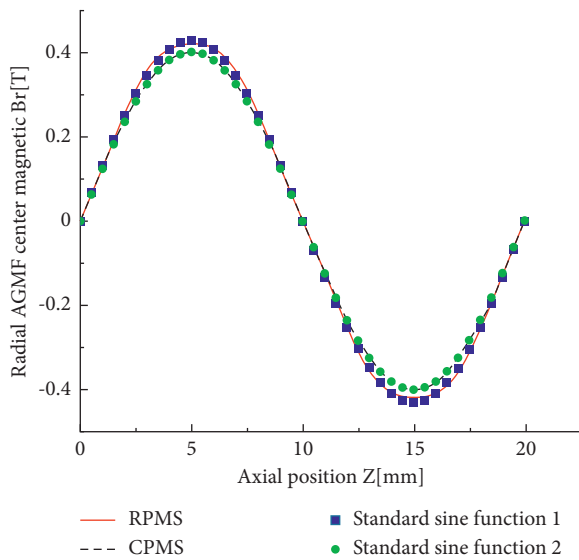 0.4
0.2
0
-0.2
-0.4
Radial AGMF center magnetic Br[T]
0 5 10 15 20
Axial position Z[mm]
RPMS
CPMS
Standard sine function 1
Standard sine function 2